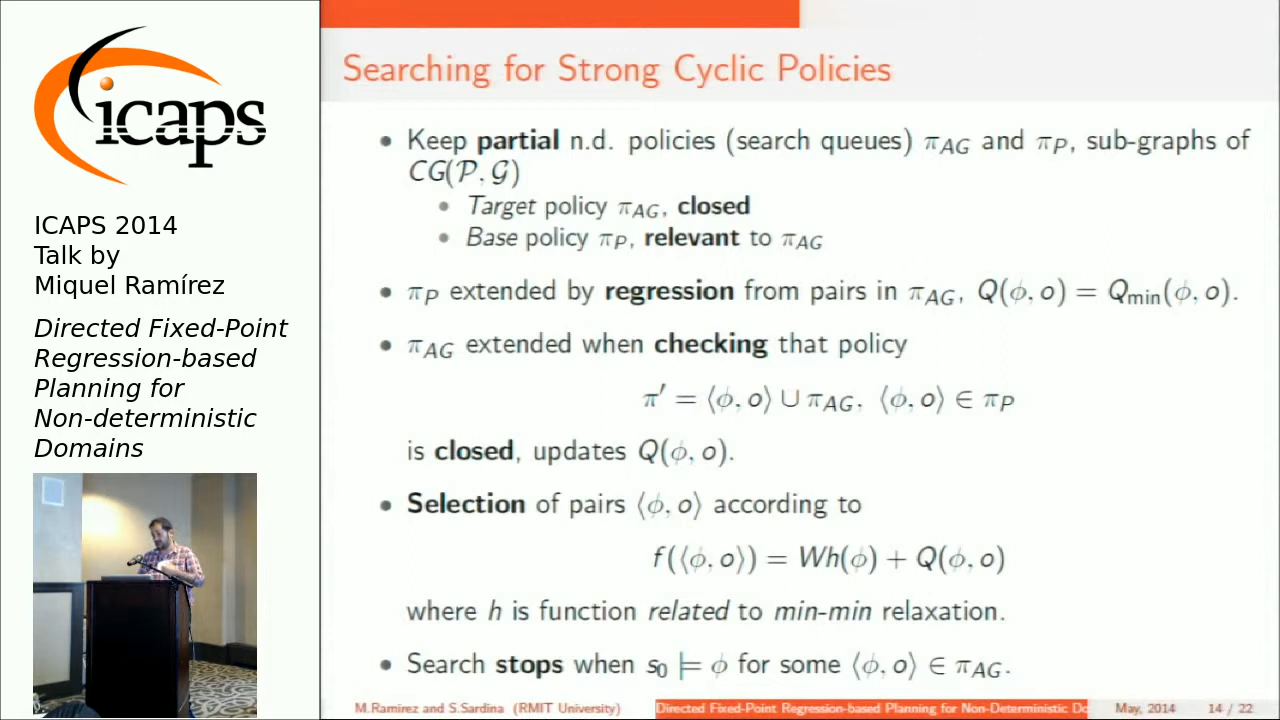 icaps
ICAPS 2014
Talk by
Miquel Ramírez
Directed Fixed-Point
Regression-based
Planning for
Non-deterministic
Domains
Searching for Strong Cyclic Policies
• Keep partial n.d. policies (search queues) π_AG and π_P, sub-graphs of
CG(𝒫, 𝒢)
• Target policy π_AG, closed
• Base policy π_P, relevant to π_AG
• π_P extended by regression from pairs in π_AG, Q(ϕ, o) = Q_min(ϕ, o).
• π_AG extended when checking that policy
π′ = ⟨ϕ, o⟩ ∪ π_AG, ⟨ϕ, o⟩ ∈ π_P
is closed, updates Q(ϕ, o).
• Selection of pairs ⟨ϕ, o⟩ according to
f(⟨ϕ, o⟩) = Wh(ϕ) + Q(ϕ, o)
where h is function related to min-min relaxation.
• Search stops when s₀ ⊨ ϕ for some ⟨ϕ, o⟩ ∈ π_AG.
M.Ramirez and S.Sardina (RMIT University) Directed Fixed-Point Regression-based Planning for Non-Deterministic Do May, 2014 14 / 22